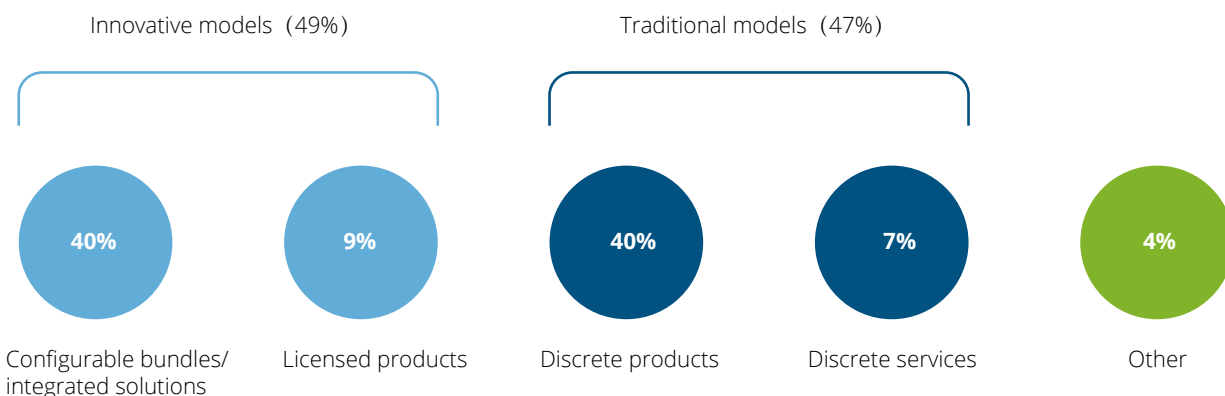 Innovative models（49%）
Traditional models（47%）
40%
9%
40%
7%
4%
Configurable bundles/
integrated solutions
Licensed products
Discrete products
Discrete services
Other